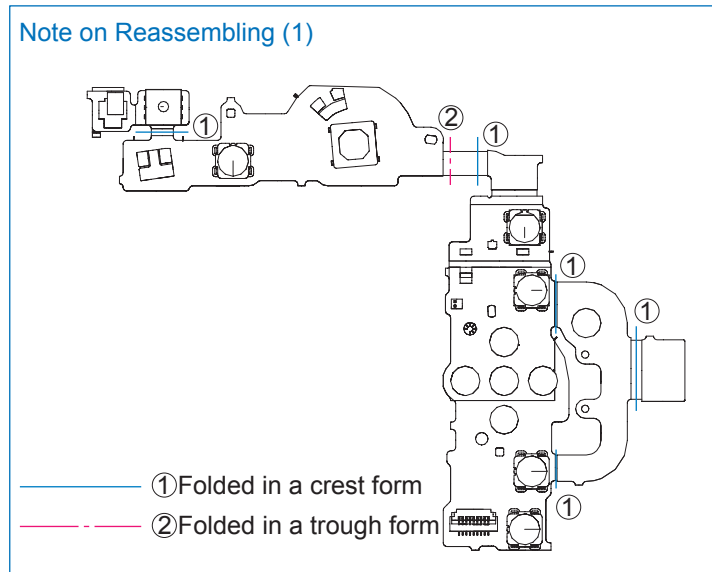 Note on Reassembling (1)
①
②
①
①
①
①Folded in a crest form
①
②Folded in a trough form